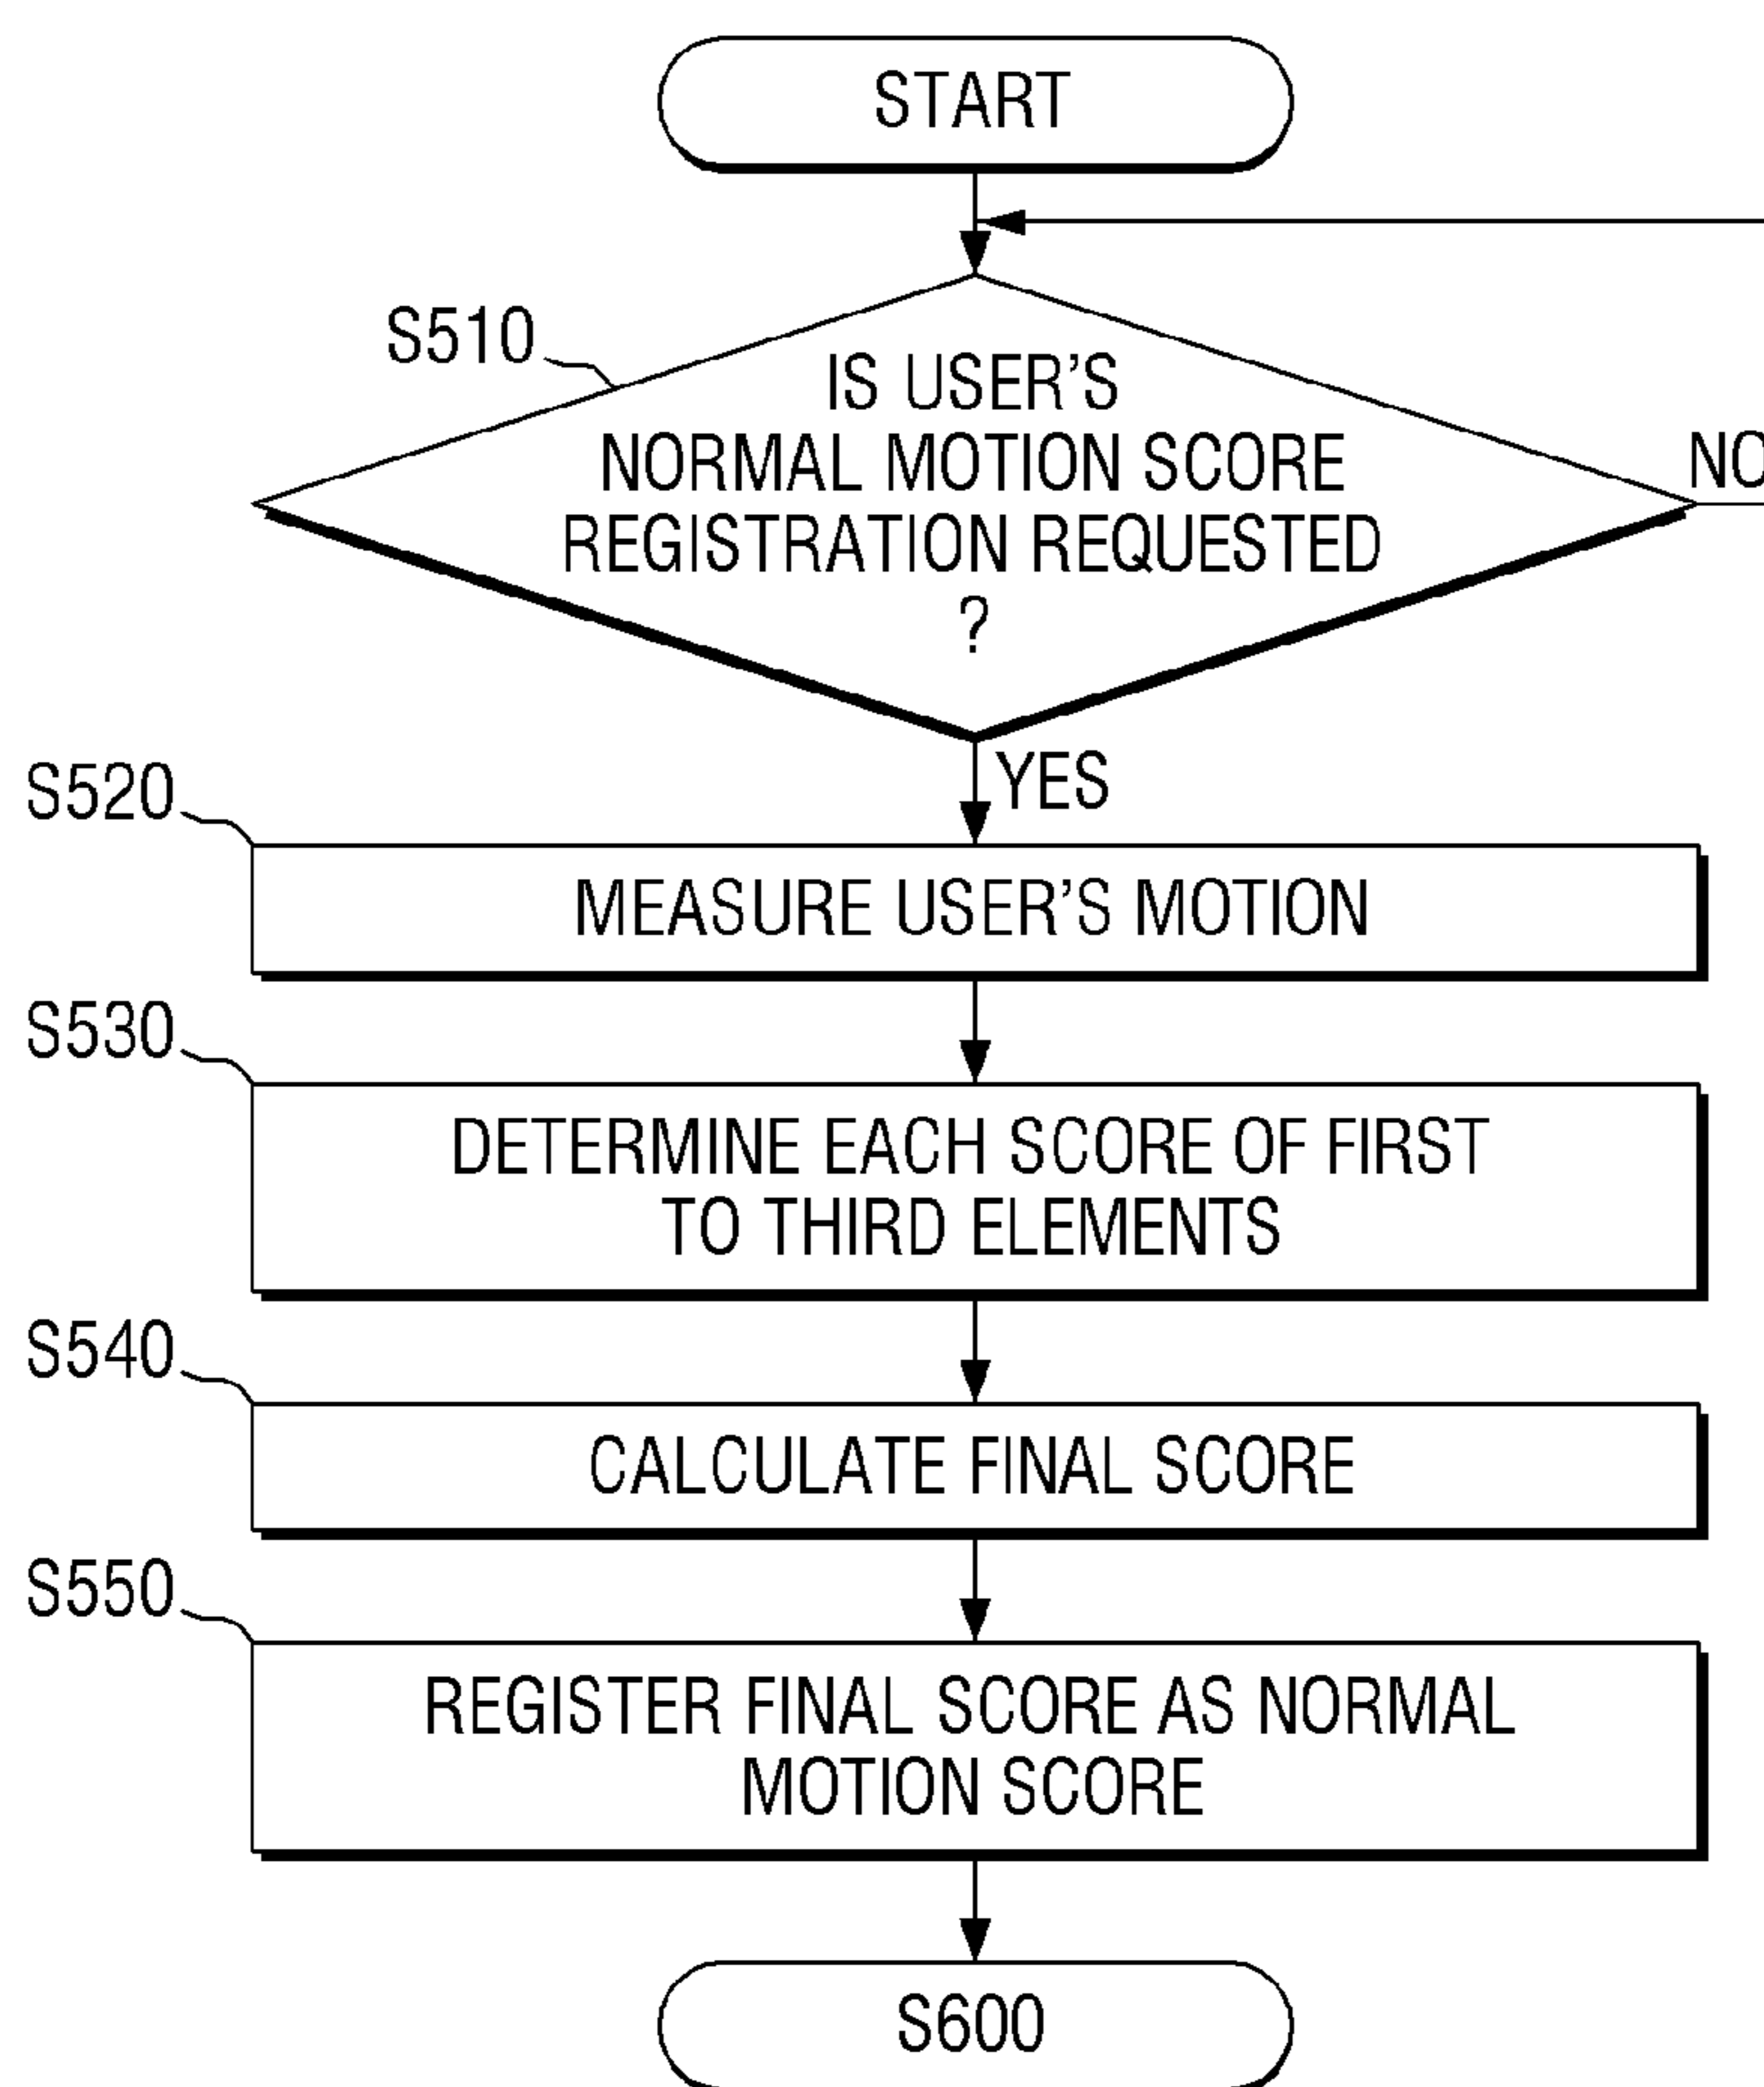 START
S510
IS USER'S
NORMAL MOTION SCORE
REGISTRATION REQUESTED
?
NO
YES
S520
MEASURE USER'S MOTION
S530
DETERMINE EACH SCORE OF FIRST
TO THIRD ELEMENTS
S540
CALCULATE FINAL SCORE
S550
REGISTER FINAL SCORE AS NORMAL
MOTION SCORE
S600